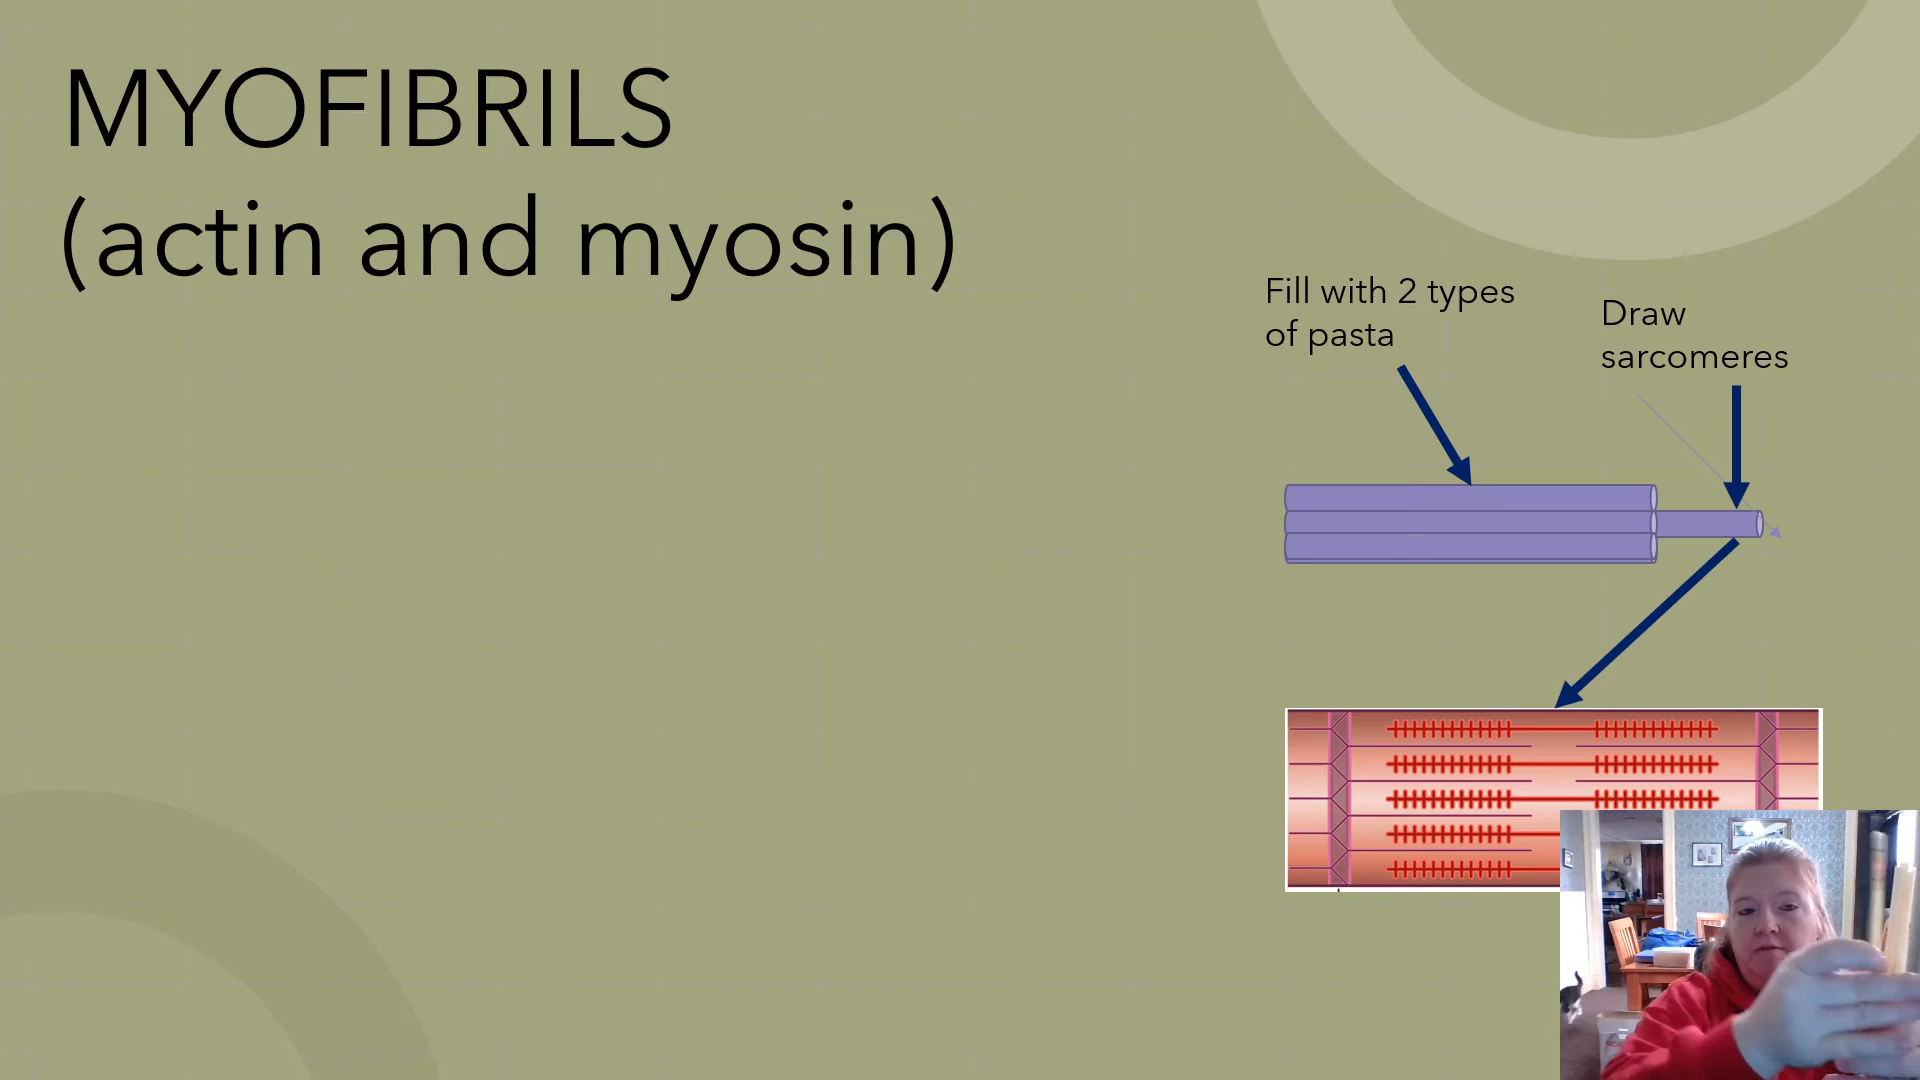 MYOFIBRILS
(actin and myosin)
Fill with 2 types
of pasta
Draw
sarcomeres